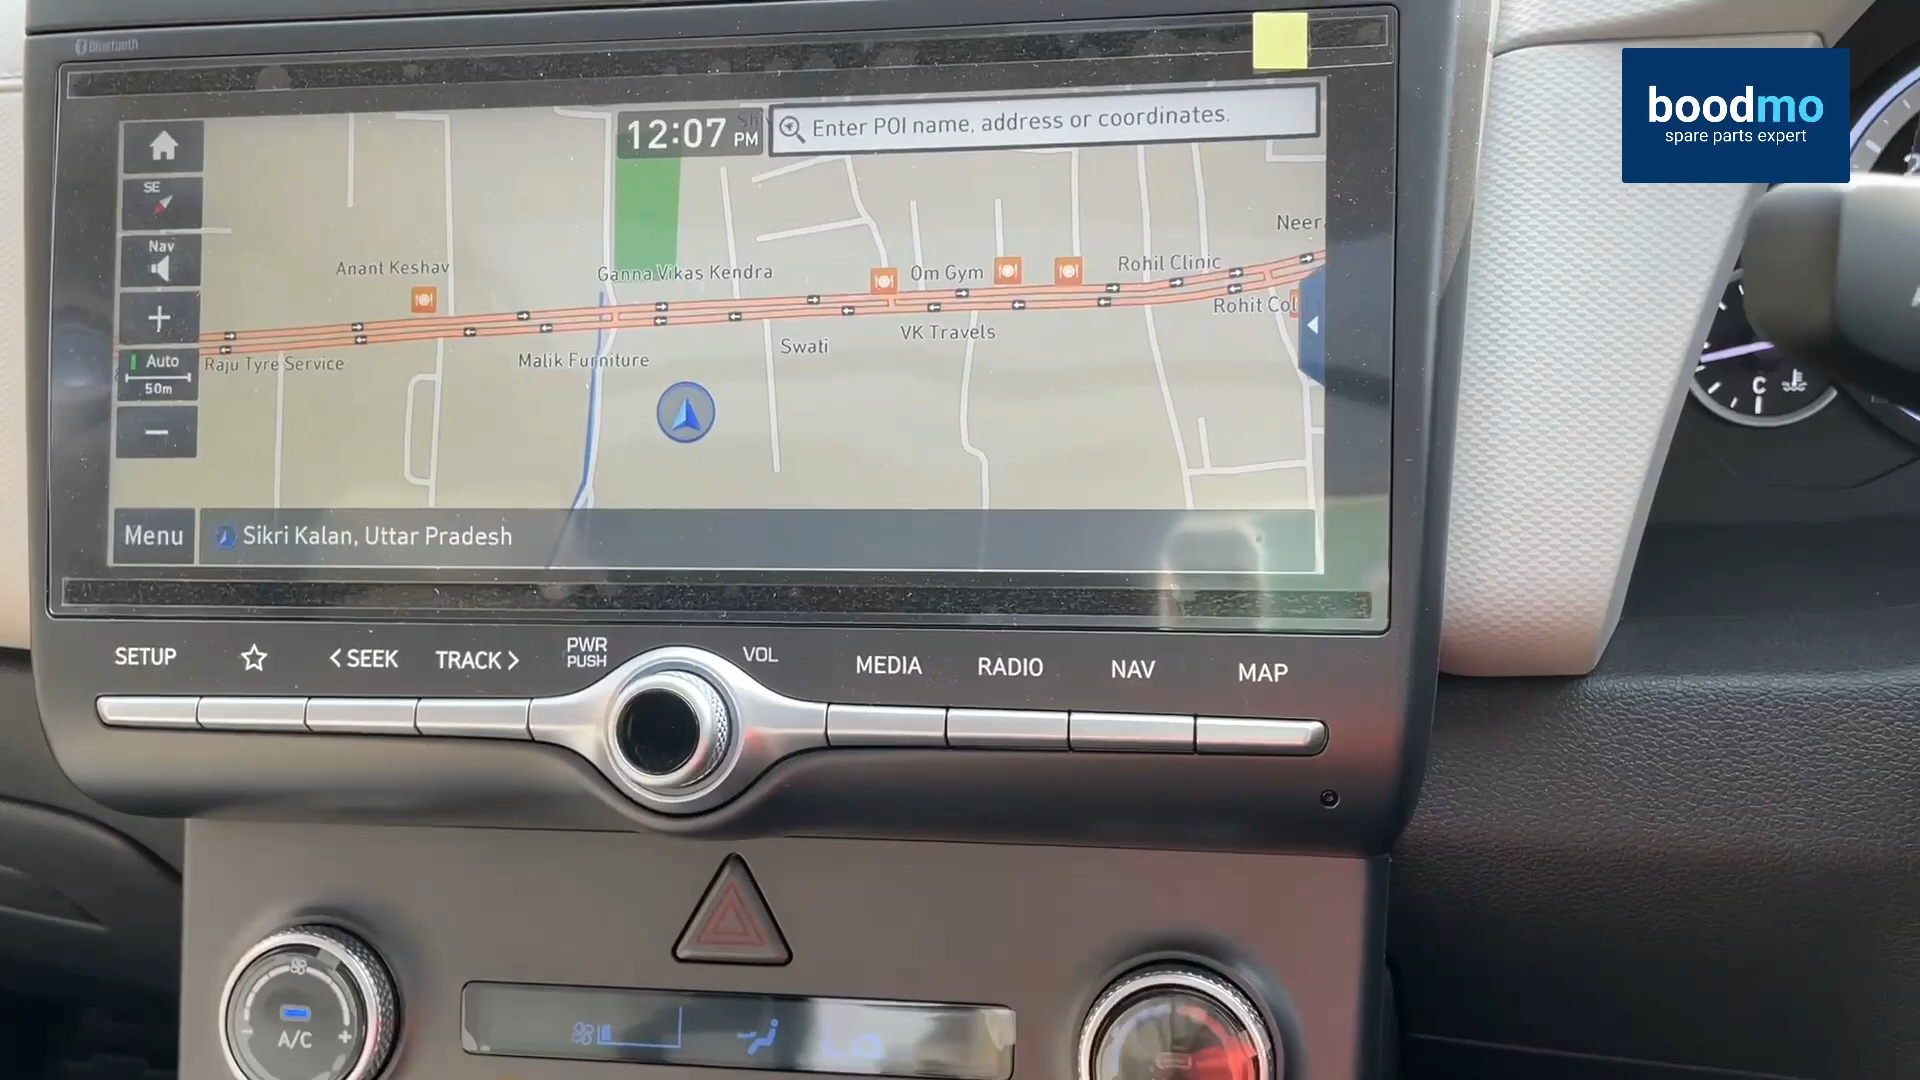 Bluetooth
boodmo
spare parts expert
12:07 PM
Enter POI name, address or coordinates.
SE
Nav
Auto
50m
Menu
Anant Keshav
Ganna Vikas Kendra
Om Gym
Rohil Clinic
Neer
Rohit Col
VK Travels
Swati
Malik Furniture
Raju Tyre Service
Sikri Kalan, Uttar Pradesh
SETUP
< SEEK
TRACK >
PWR
PUSH
VOL
MEDIA
RADIO
NAV
MAP
A/C
C